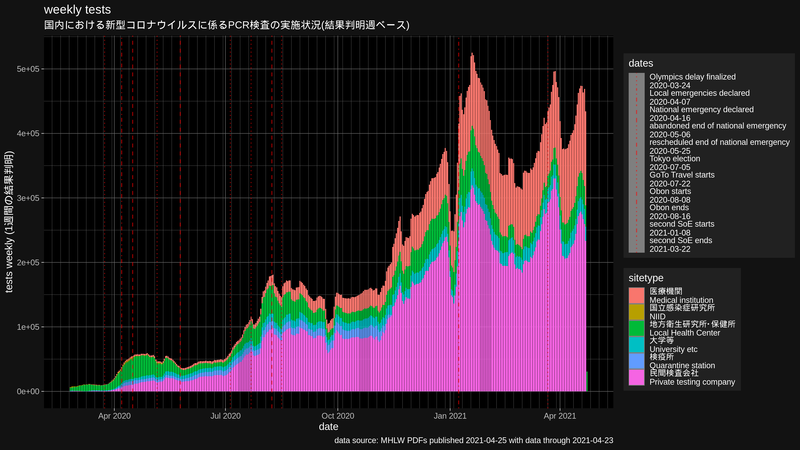 weekly tests
国内における新型コロナウイルスに係るPCR検査の実施状況(結果判明週ベース)
tests weekly (1週間の結果判明)
5e+05
4e+05
3e+05
2e+05
1e+05
0e+00
Apr 2020
Jul 2020
Oct 2020
Jan 2021
Apr 2021
date
data source: MHLW PDFs published 2021-04-25 with data through 2021-04-23
dates
Olympics delay finalized
2020-03-24
Local emergencies declared
2020-04-07
National emergency declared
2020-04-16
abandoned end of national emergency
2020-05-06
rescheduled end of national emergency
2020-05-25
Tokyo election
2020-07-05
GoTo Travel starts
2020-07-22
Obon starts
2020-08-08
Obon ends
2020-08-16
second SoE starts
2021-01-08
second SoE ends
2021-03-22
sitetype
医療機関
Medical institution
国立感染症研究所
NIID
地方衛生研究所･保健所
Local Health Center
大学等
University etc
検疫所
Quarantine station
民間検査会社
Private testing company